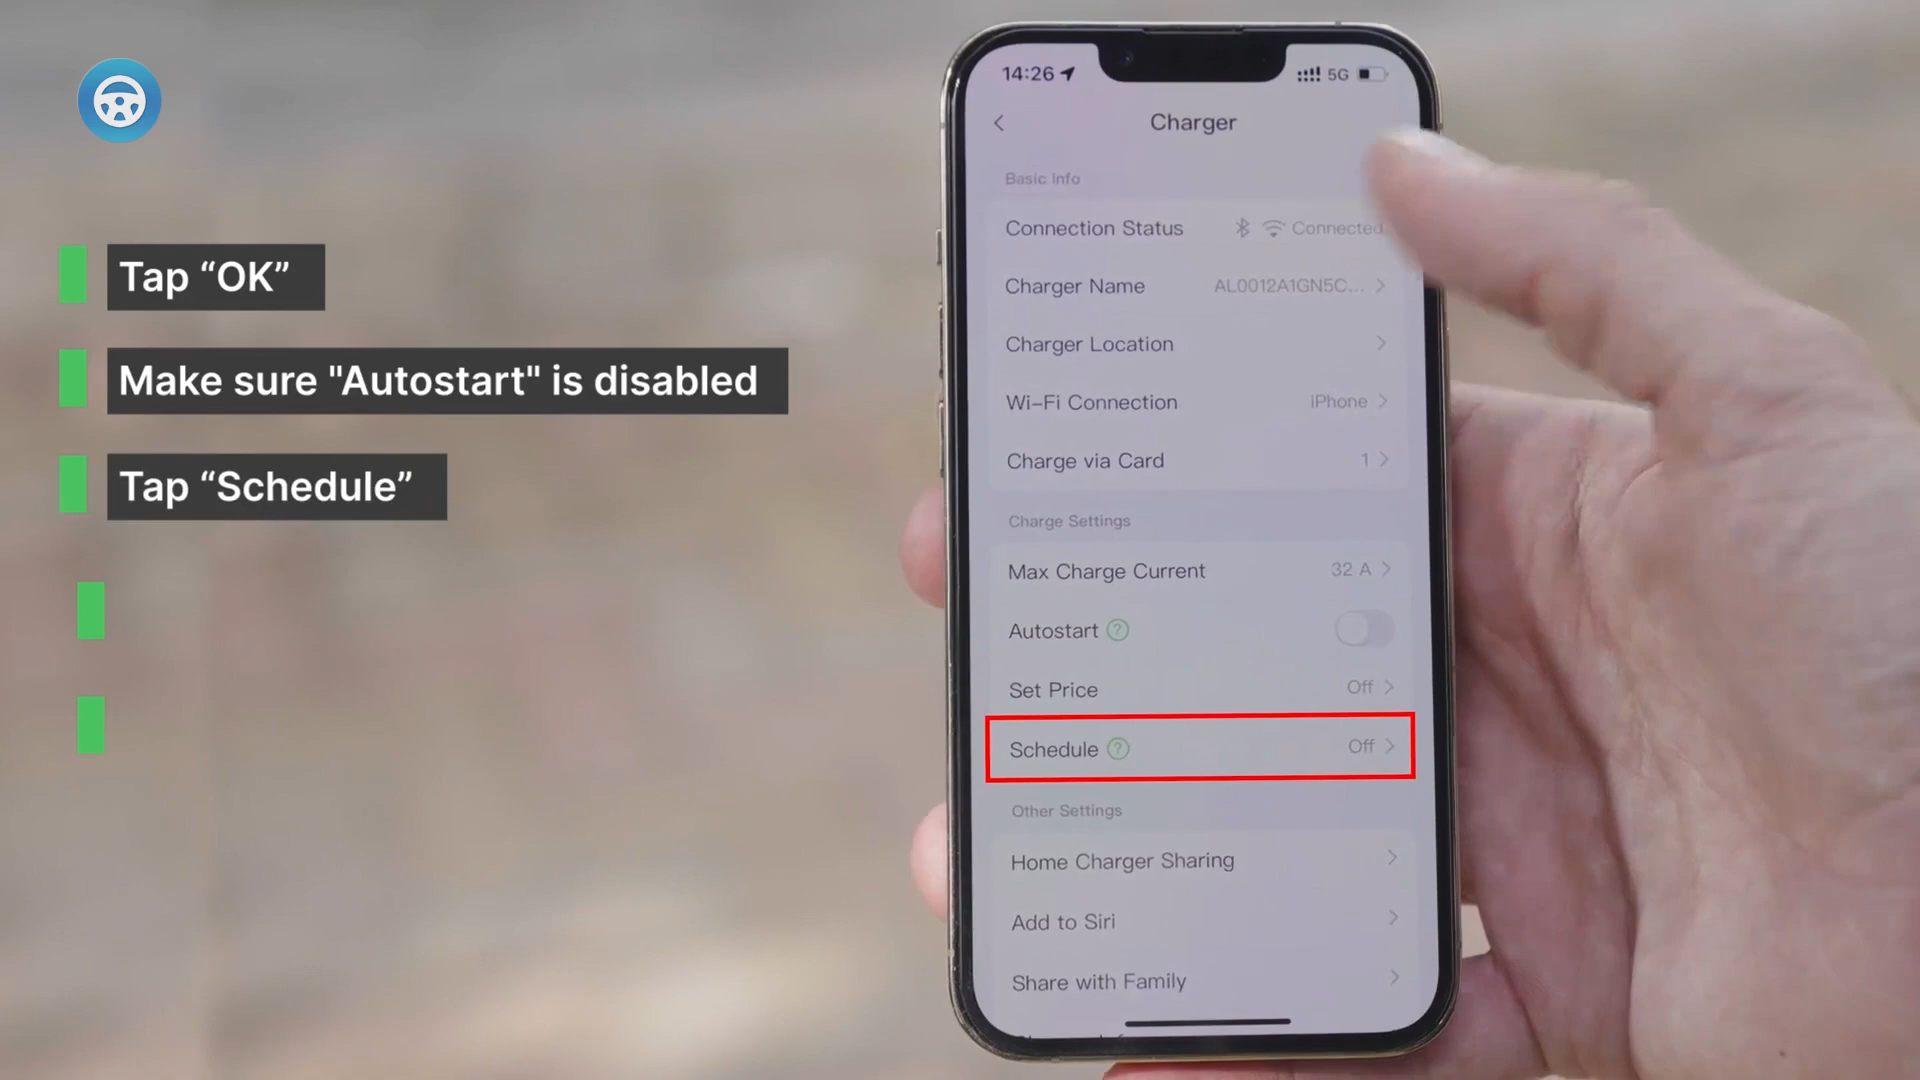 Tap “OK”
Make sure "Autostart" is disabled
Tap “Schedule”
14:26
5G
Charger
Basic Info
Connection Status
Connected
Charger Name
AL0012A1GN5C...
Charger Location
Wi-Fi Connection
iPhone
Charge via Card
1
Charge Settings
Max Charge Current
32 A
Autostart ?
Set Price
Off
Schedule ?
Off
Other Settings
Home Charger Sharing
Add to Siri
Share with Family